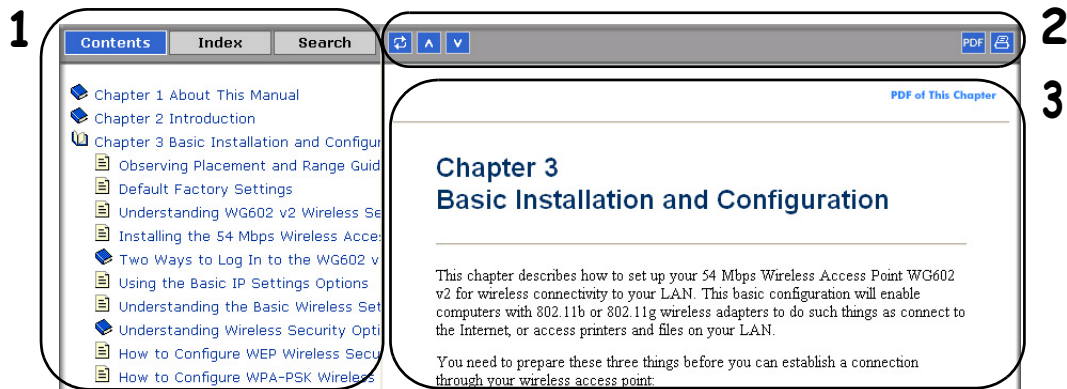 1
Contents Index Search
Chapter 1 About This Manual
Chapter 2 Introduction
Chapter 3 Basic Installation and Configur
Observing Placement and Range Guid
Default Factory Settings
Understanding WG602 v2 Wireless Se
Installing the 54 Mbps Wireless Acce
Two Ways to Log In to the WG602 v
Using the Basic IP Settings Options
Understanding the Basic Wireless Set
Understanding Wireless Security Opti
How to Configure WEP Wireless Secu
How to Configure WPA-PSK Wireless
2
PDF
3
PDF of This Chapter
Chapter 3
Basic Installation and Configuration
This chapter describes how to set up your 54 Mbps Wireless Access Point WG602
v2 for wireless connectivity to your LAN. This basic configuration will enable
computers with 802.11b or 802.11g wireless adapters to do such things as connect to
the Internet, or access printers and files on your LAN.
You need to prepare these three things before you can establish a connection
through your wireless access point: